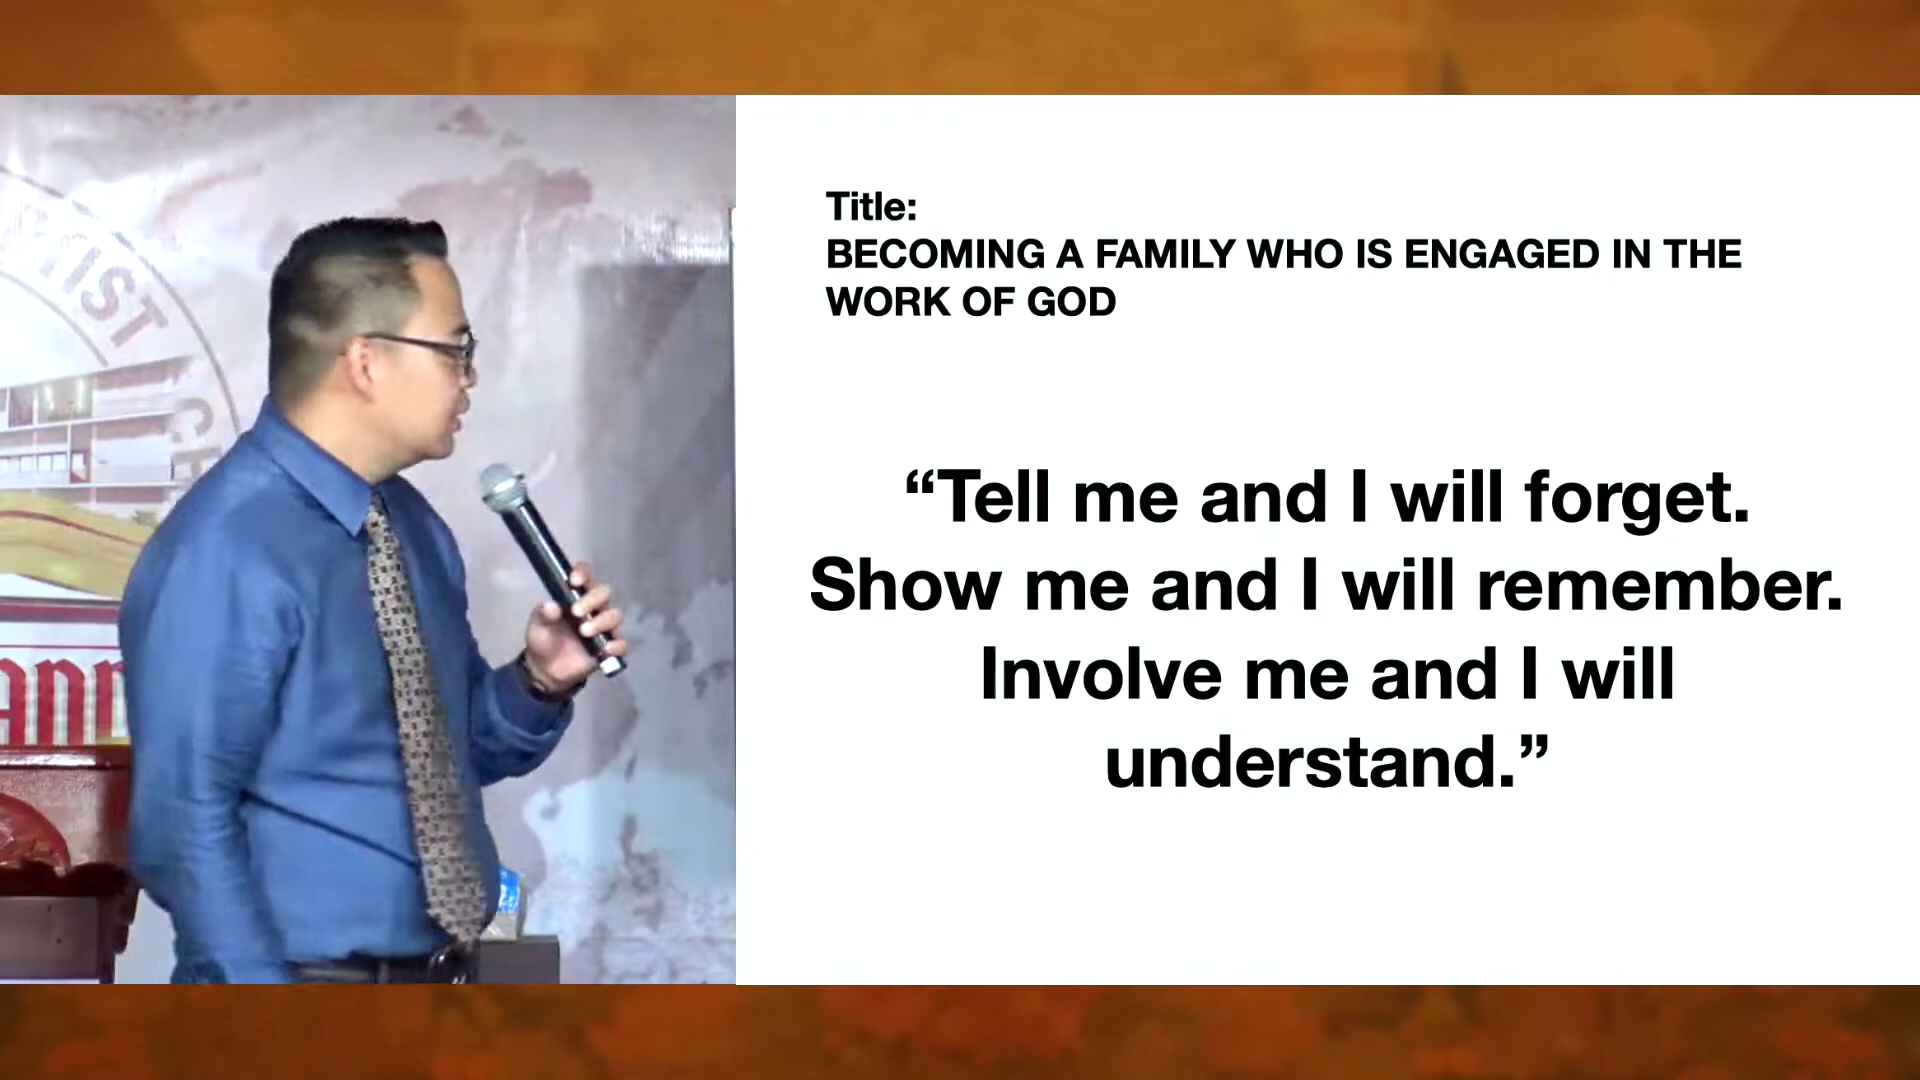 Title:
BECOMING A FAMILY WHO IS ENGAGED IN THE
WORK OF GOD
“Tell me and I will forget.
Show me and I will remember.
Involve me and I will
understand.”